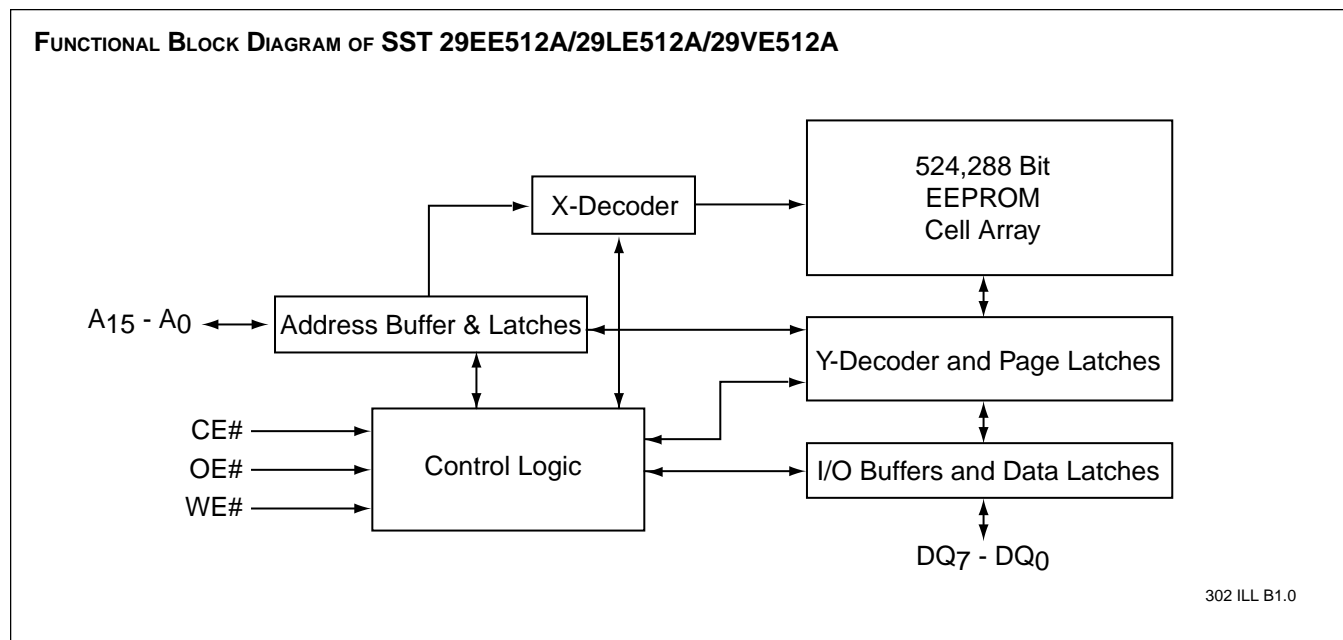 FUNCTIONAL BLOCK DIAGRAM OF SST 29EE512A/29LE512A/29VE512A
524,288 Bit
EEPROM
Cell Array
X-Decoder
A15 - A0
Address Buffer & Latches
Y-Decoder and Page Latches
CE#
OE#
WE#
Control Logic
I/O Buffers and Data Latches
DQ7 - DQ0
302 ILL B1.0